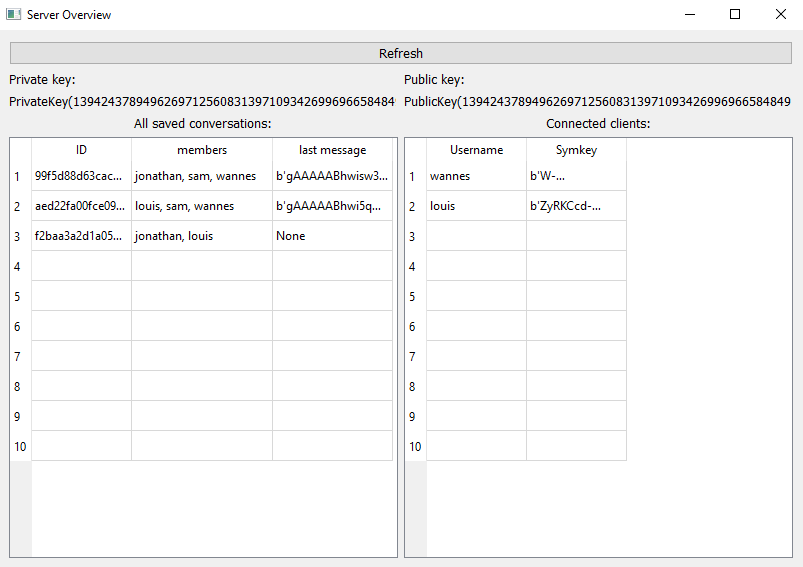 Server Overview
Refresh
Private key:
PrivateKey(1394243789496269712560831397109342699696658484
All saved conversations:
ID members last message
1 99f5d88d63cac... jonathan, sam, wannes b'gAAAAABhwisw3...
2 aed22fa00fce09... louis, sam, wannes b'gAAAAABhwi5q...
3 f2baa3a2d1a05... jonathan, louis None
4
5
6
7
8
9
10
Public key:
PublicKey(13942437894962697125608313971093426996966584849
Connected clients:
Username Symkey
1 wannes b'W-...
2 louis b'ZyRKCcd-...
3
4
5
6
7
8
9
10